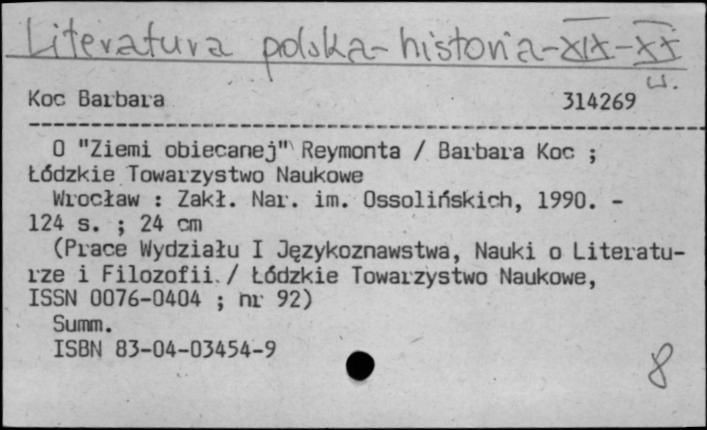 Literatura polska-historia-XIX-XX
w.
Koc Barbara 314269
O "Ziemi obiecanej" Reymonta / Barbara Koc ;
Łódzkie Towarzystwo Naukowe
Wrocław : Zakł. Nar. im. Ossolińskich, 1990. -
124 s. ; 24 cm
(Prace Wydziału I Językoznawstwa, Nauki o Literatu-
rze i Filozofii / Łódzkie Towarzystwo Naukowe,
ISSN 0076-0404 ; nr 92)
Summ.
ISBN 83-04-03454-9
8